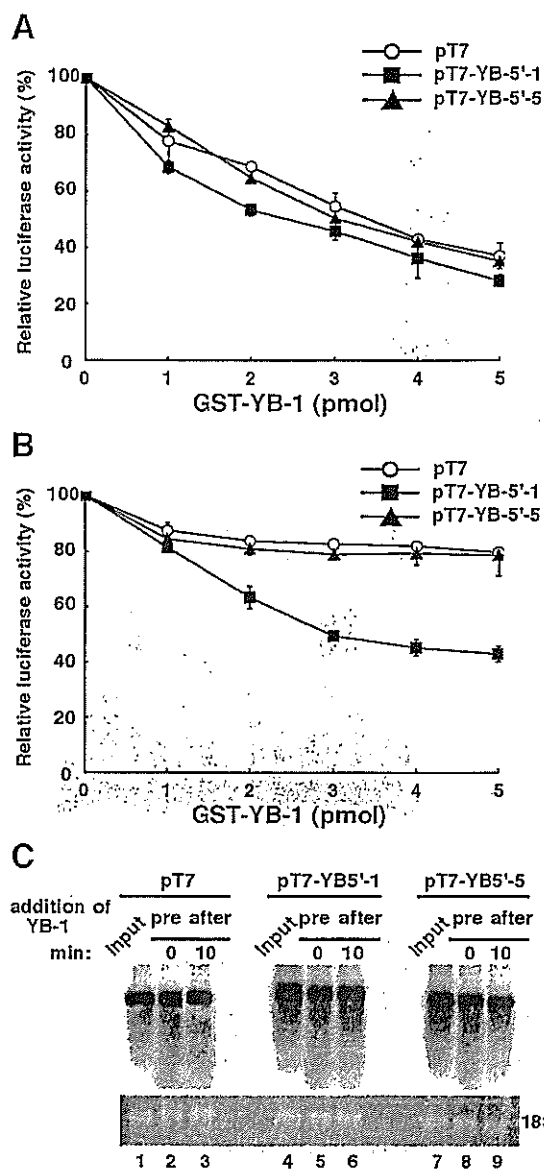 A
pT7
pT7-YB-5'-1
pT7-YB-5'-5
Relative luciferase activity (%)
100
80
60
40
20
0
0 1 2 3 4 5
GST-YB-1 (pmol)
B
pT7
pT7-YB-5'-1
pT7-YB-5'-5
Relative luciferase activity (%)
100
80
60
40
20
0
0 1 2 3 4 5
GST-YB-1 (pmol)
C
pT7 pT7-YB5'-1 pT7-YB5'-5
addition of YB-1
Input pre after Input pre after Input pre after
min: 0 10 0 10 0 10
1 2 3 4 5 6 7 8 9